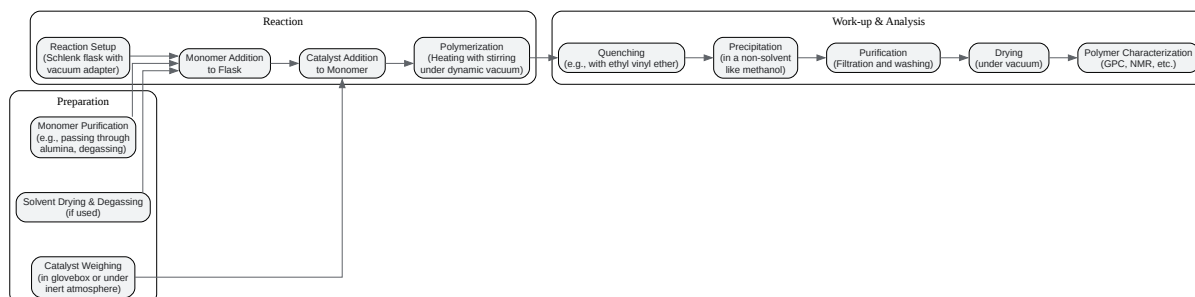 Reaction
Reaction Setup
(Schlenk flask with
vacuum adapter)
Monomer Addition
to Flask
Catalyst Addition
to Monomer
Polymerization
(Heating with stirring
under dynamic vacuum)
Work-up & Analysis
Quenching
(e.g., with ethyl vinyl ether)
Precipitation
(in a non-solvent
like methanol)
Purification
(Filtration and washing)
Drying
(under vacuum)
Polymer Characterization
(GPC, NMR, etc.)
Preparation
Monomer Purification
(e.g., passing through
alumina, degassing)
Solvent Drying & Degassing
(if used)
Catalyst Weighing
(in glovebox or under
inert atmosphere)